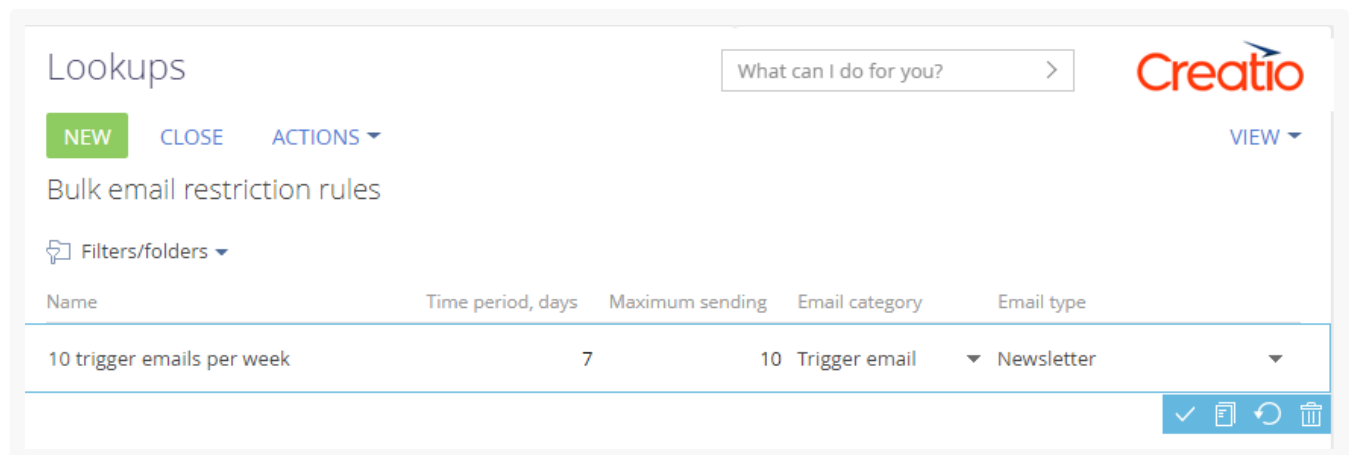 Lookups
What can I do for you?
Creatio
NEW CLOSE ACTIONS VIEW
Bulk email restriction rules
Filters/folders
Name Time period, days Maximum sending Email category Email type
10 trigger emails per week 7 10 Trigger email Newsletter